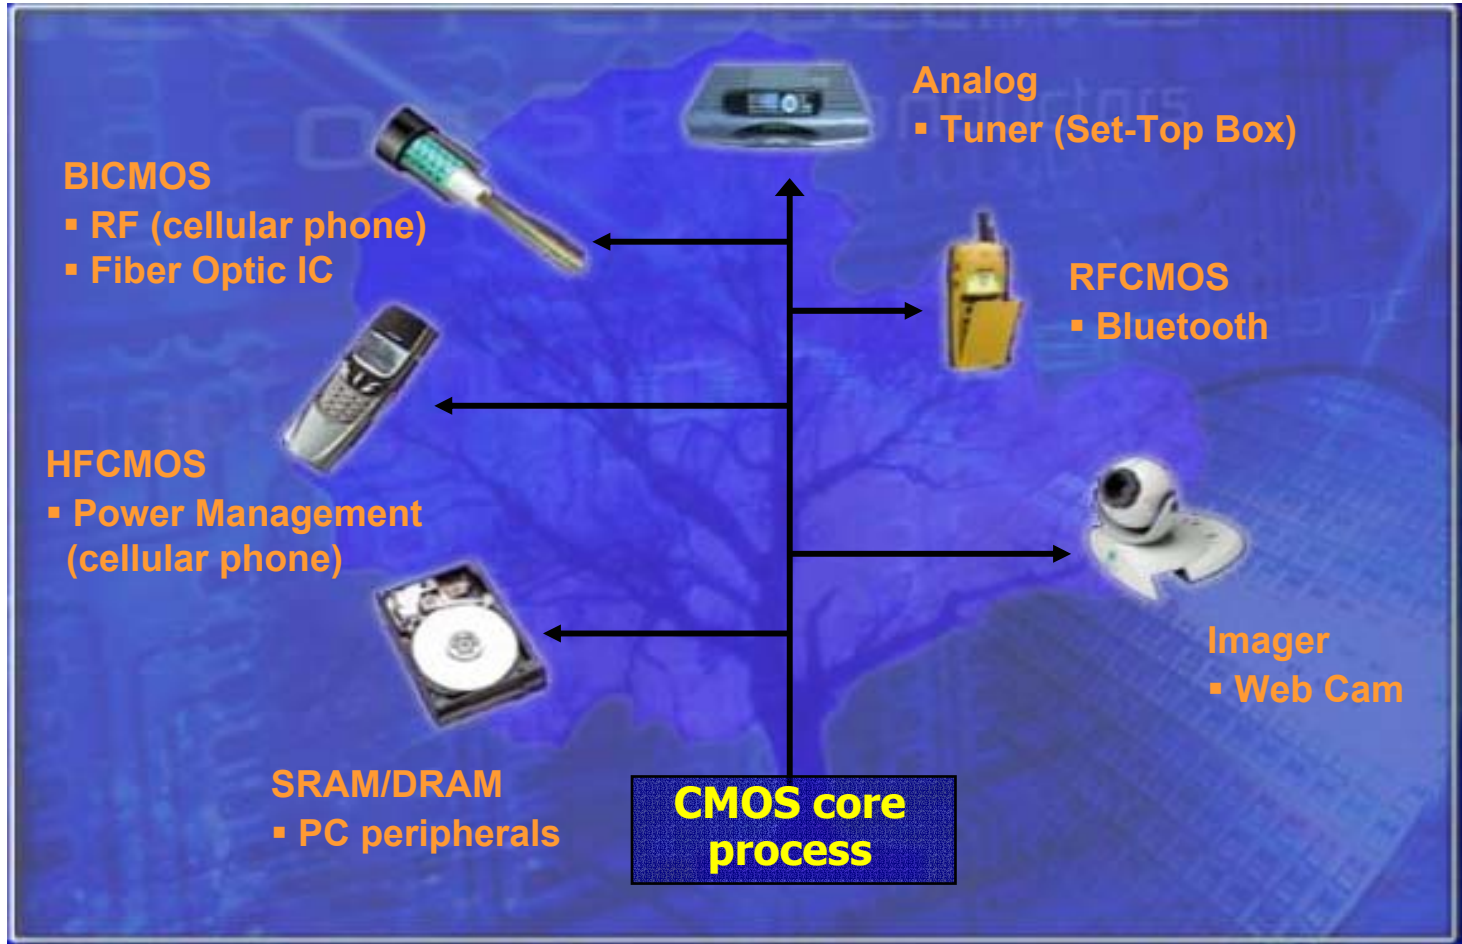 Analog
▪ Tuner (Set-Top Box)
BICMOS
▪ RF (cellular phone)
▪ Fiber Optic IC
RFCMOS
▪ Bluetooth
HFCMOS
▪ Power Management
(cellular phone)
Imager
▪ Web Cam
SRAM/DRAM
▪ PC peripherals
CMOS core
process